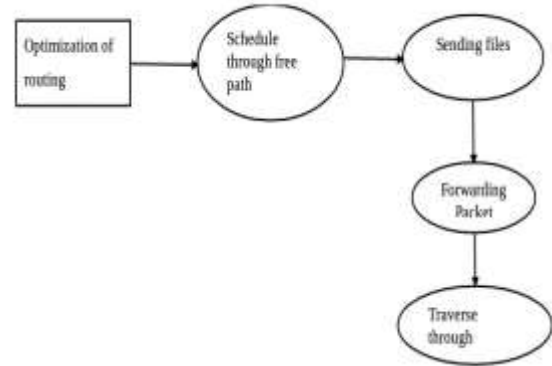 Optimization of
routing
Schedule
through free
path
Sending files
Forwarding
Packet
Traverse
through